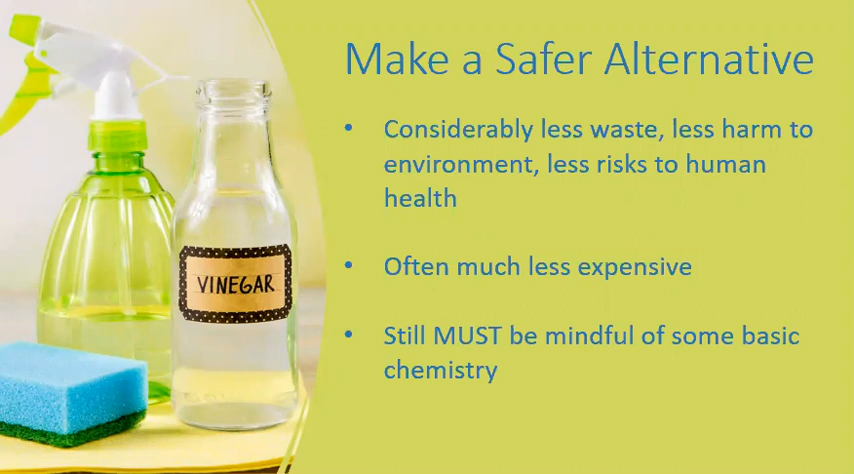 Make a Safer Alternative
• Considerably less waste, less harm to
environment, less risks to human
health
• Often much less expensive
• Still MUST be mindful of some basic
chemistry
VINEGAR